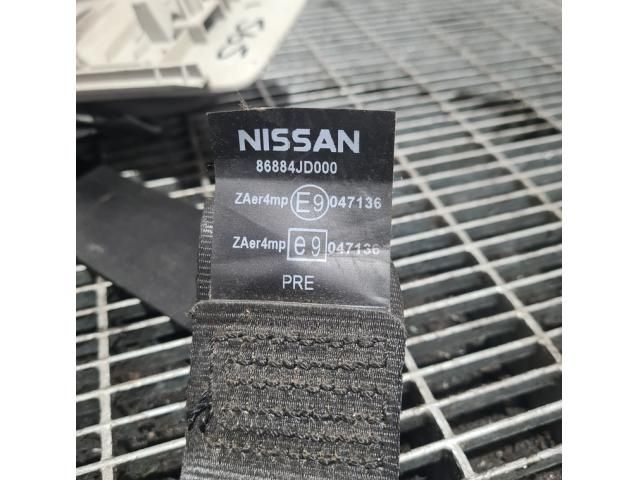 NISSAN
86884JD000
ZAer4mp E9 047136
ZAer4mp e9 047136
PRE